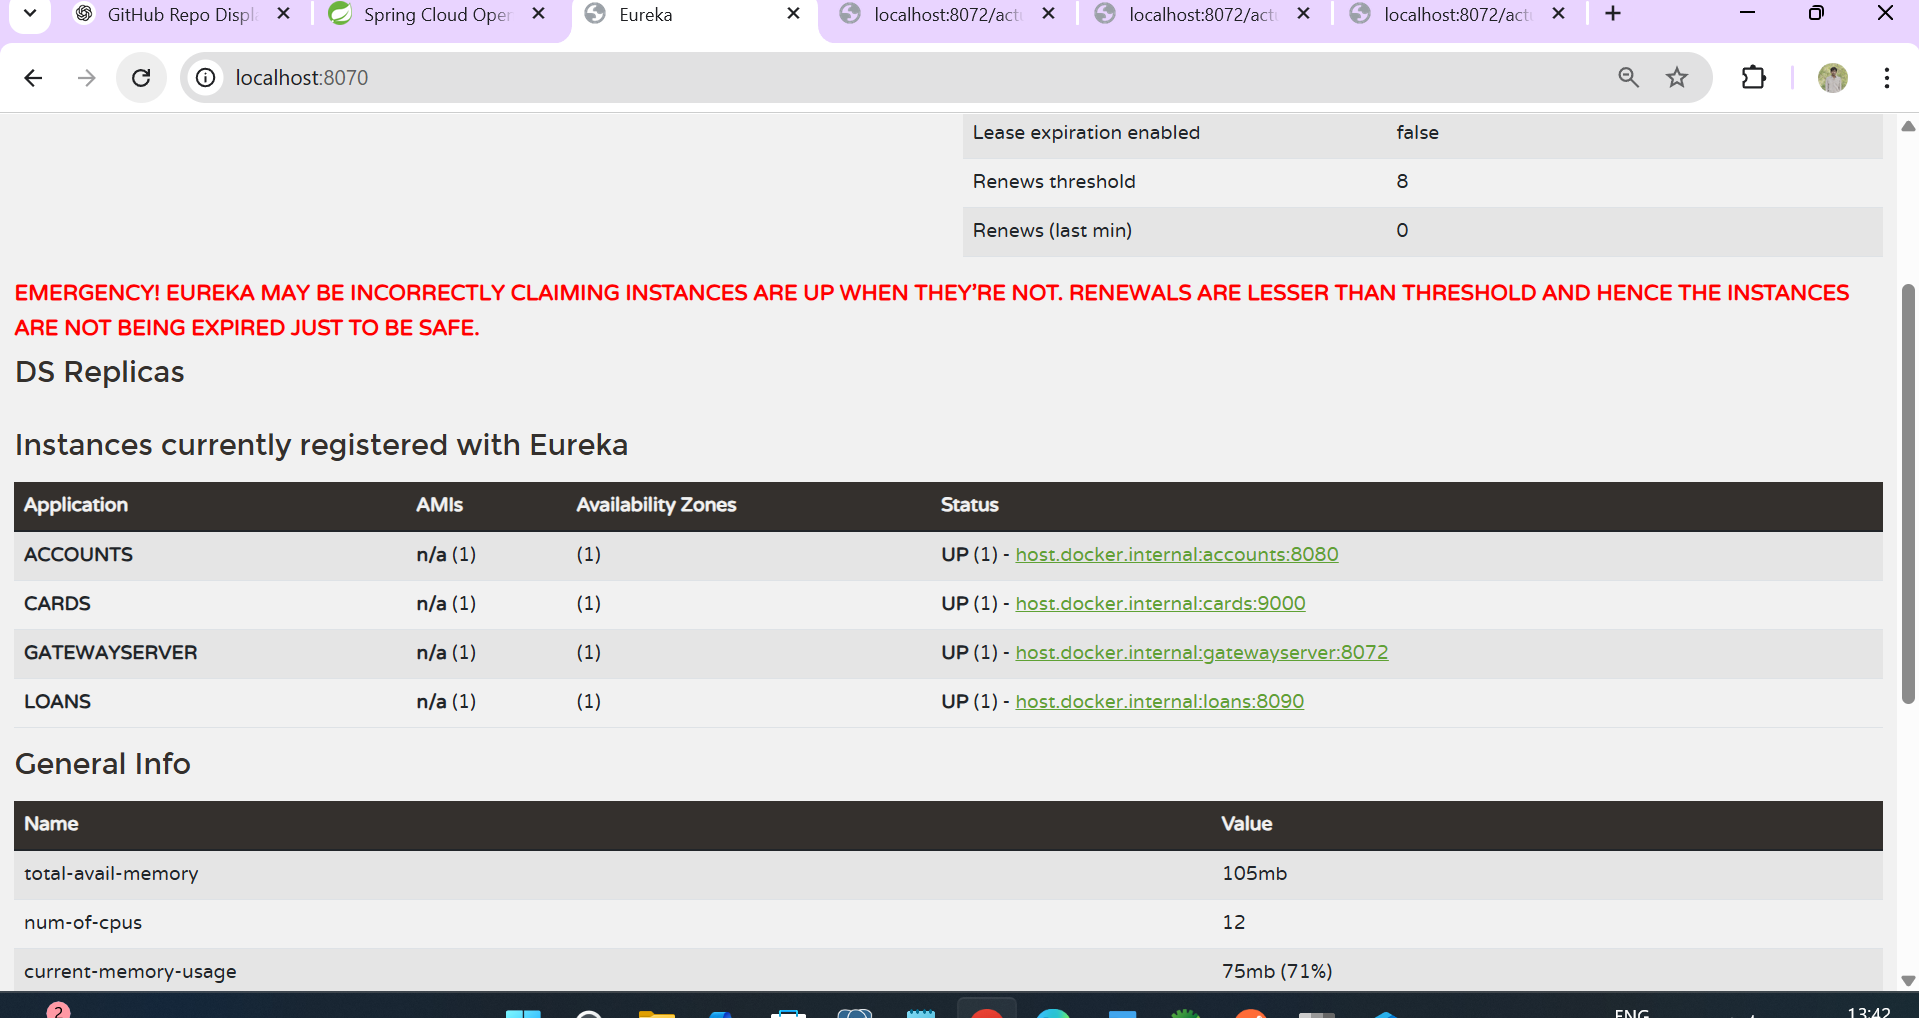 GitHub Repo Displ
Spring Cloud Oper
Eureka
localhost:8072/act
localhost:8072/act
localhost:8072/act
localhost:8070
Lease expiration enabled false
Renews threshold 8
Renews (last min) 0
EMERGENCY! EUREKA MAY BE INCORRECTLY CLAIMING INSTANCES ARE UP WHEN THEY’RE NOT. RENEWALS ARE LESSER THAN THRESHOLD AND HENCE THE INSTANCES
ARE NOT BEING EXPIRED JUST TO BE SAFE.
DS Replicas
Instances currently registered with Eureka
Application AMIs Availability Zones Status
ACCOUNTS n/a (1) (1) UP (1) - host.docker.internal:accounts:8080
CARDS n/a (1) (1) UP (1) - host.docker.internal:cards:9000
GATEWAYSERVER n/a (1) (1) UP (1) - host.docker.internal:gatewayserver:8072
LOANS n/a (1) (1) UP (1) - host.docker.internal:loans:8090
General Info
Name Value
total-avail-memory 105mb
num-of-cpus 12
current-memory-usage 75mb (71%)
2
ENG
13:42